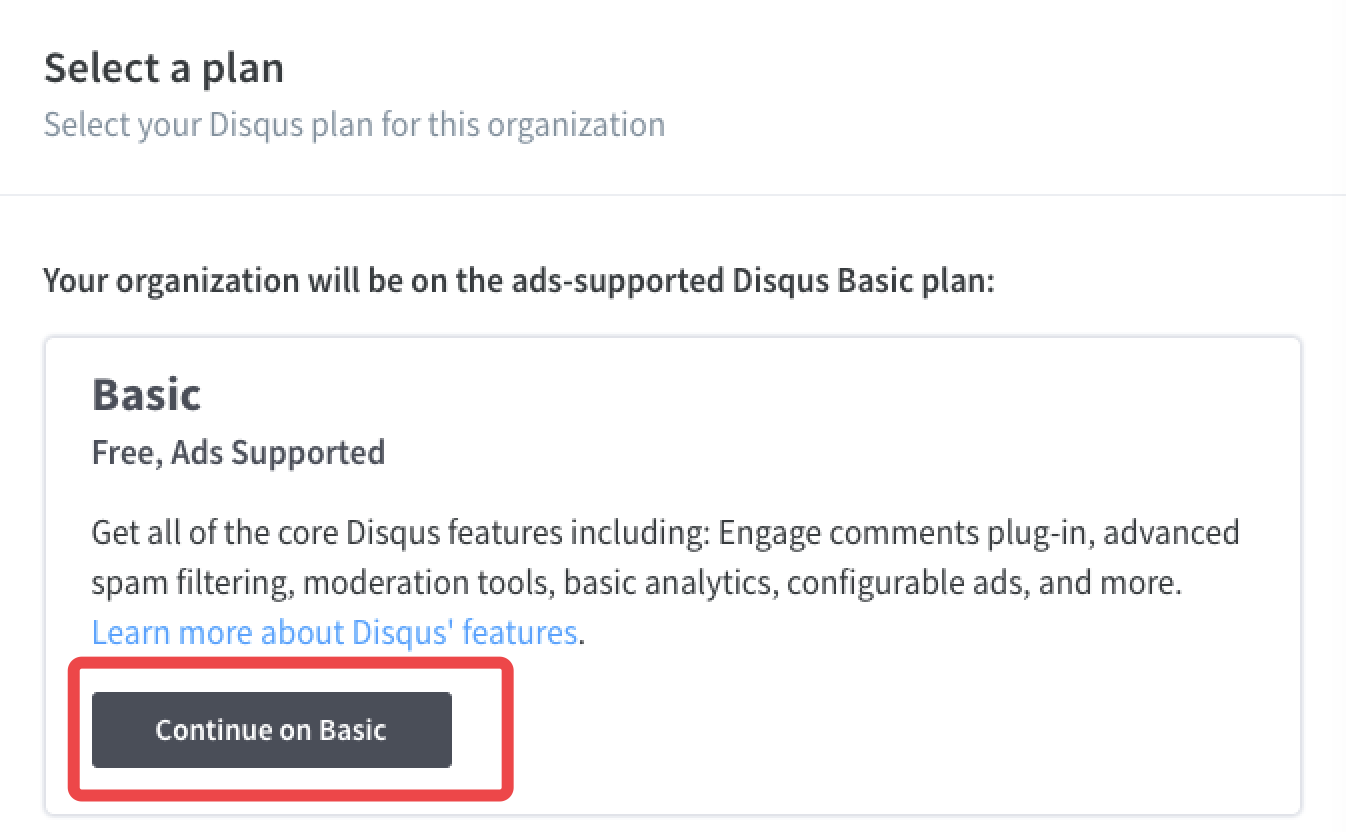 Select a plan
Select your Disqus plan for this organization
Your organization will be on the ads-supported Disqus Basic plan:
Basic
Free, Ads Supported
Get all of the core Disqus features including: Engage comments plug-in, advanced
spam filtering, moderation tools, basic analytics, configurable ads, and more.
Learn more about Disqus' features.
Continue on Basic